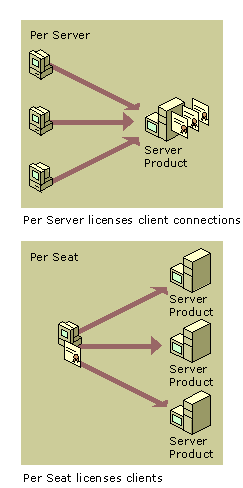 Per Server
Server
Product
Per Server licenses client connections
Per Seat
Server
Product
Server
Product
Server
Product
Per Seat licenses clients